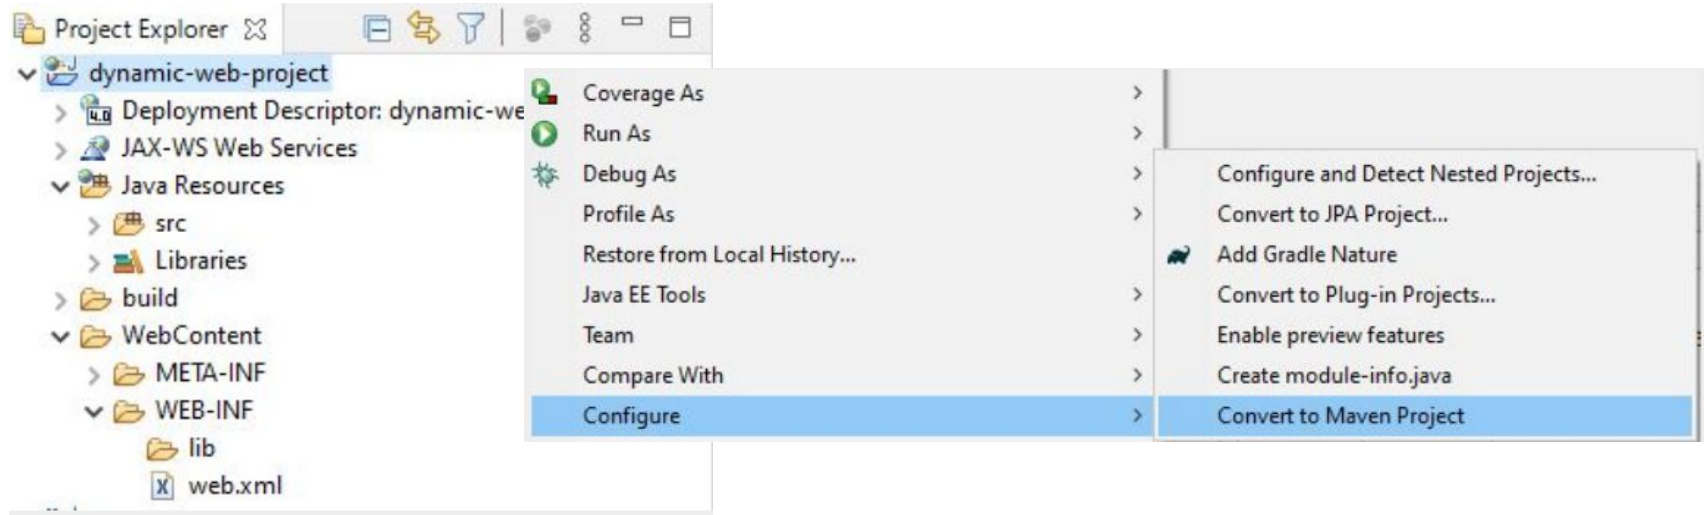 Project Explorer
dynamic-web-project
Deployment Descriptor: dynamic-we
4.0
JAX-WS Web Services
Java Resources
src
Libraries
build
WebContent
META-INF
WEB-INF
lib
web.xml
Coverage As
Run As
Debug As
Profile As
Restore from Local History...
Java EE Tools
Team
Compare With
Configure
Configure and Detect Nested Projects...
Convert to JPA Project...
Add Gradle Nature
Convert to Plug-in Projects...
Enable preview features
Create module-info.java
Convert to Maven Project